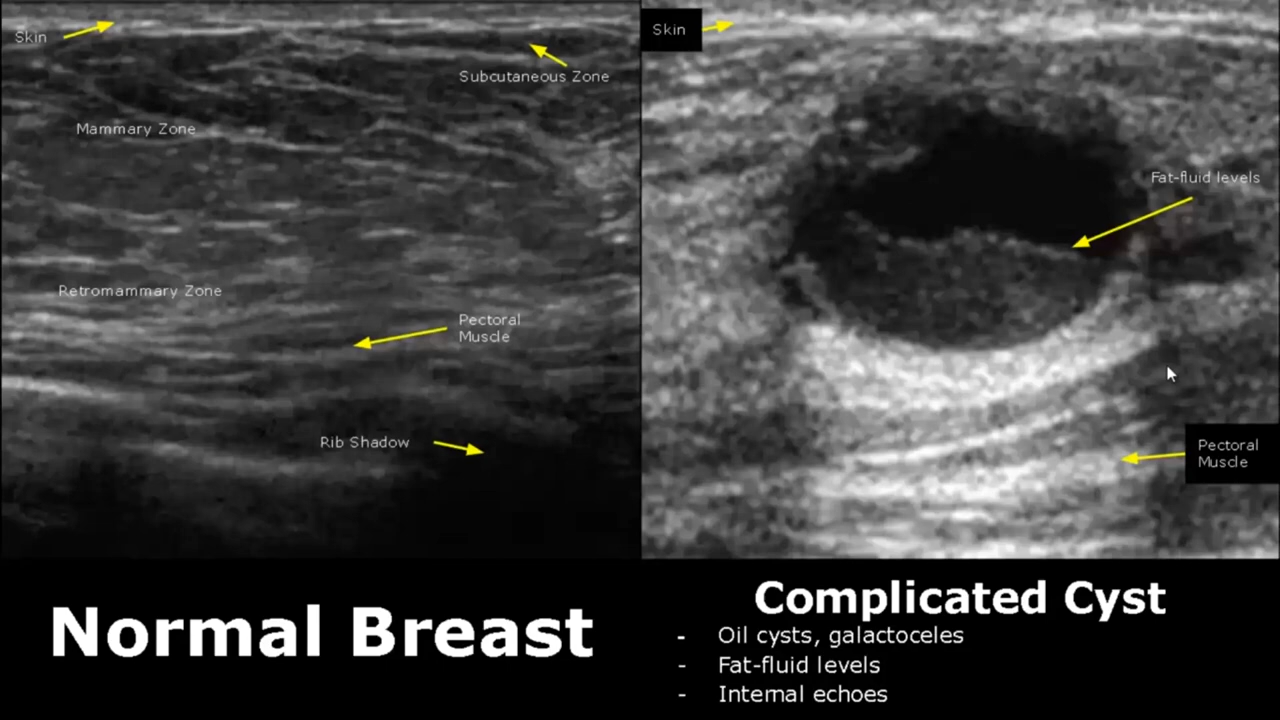 Skin
Subcutaneous Zone
Mammary Zone
Retromammary Zone
Pectoral
Muscle
Rib Shadow
Normal Breast
Skin
Fat-fluid levels
Pectoral
Muscle
Complicated Cyst
- Oil cysts, galactoceles
- Fat-fluid levels
- Internal echoes